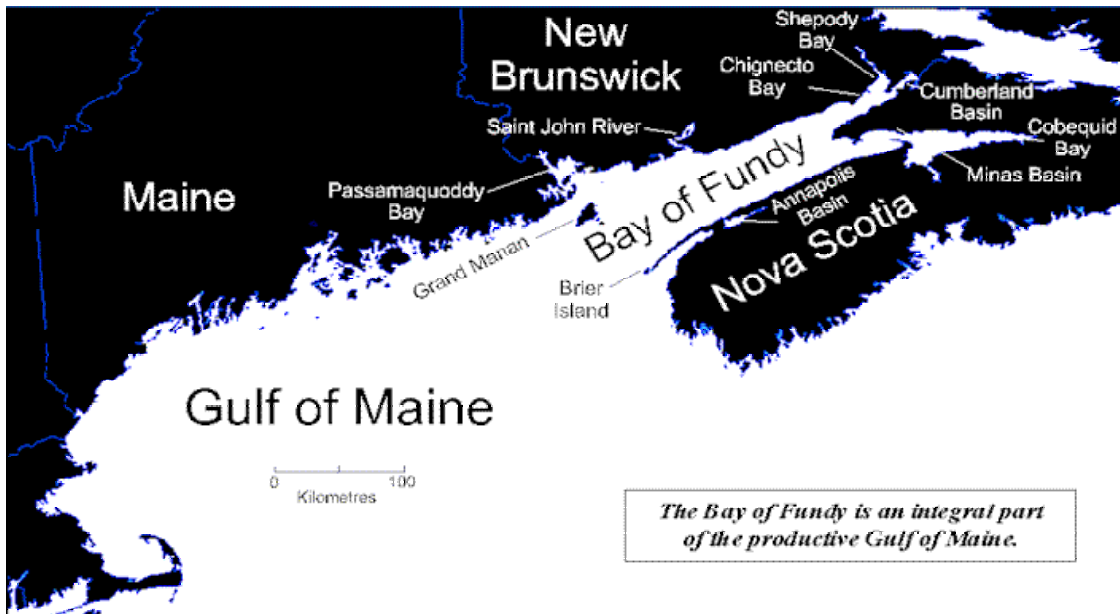 Shepody
Bay
New
Brunswick
Chignecto
Bay
Cumberland
Basin
Saint John River
Cobequid
Bay
Maine
Passamaquoddy
Bay
Minas Basin
Bay of Fundy
Annapolis
Basin
Grand Manan
Nova Scotia
Brier
Island
Gulf of Maine
0 100
Kilometres
The Bay of Fundy is an integral part
of the productive Gulf of Maine.